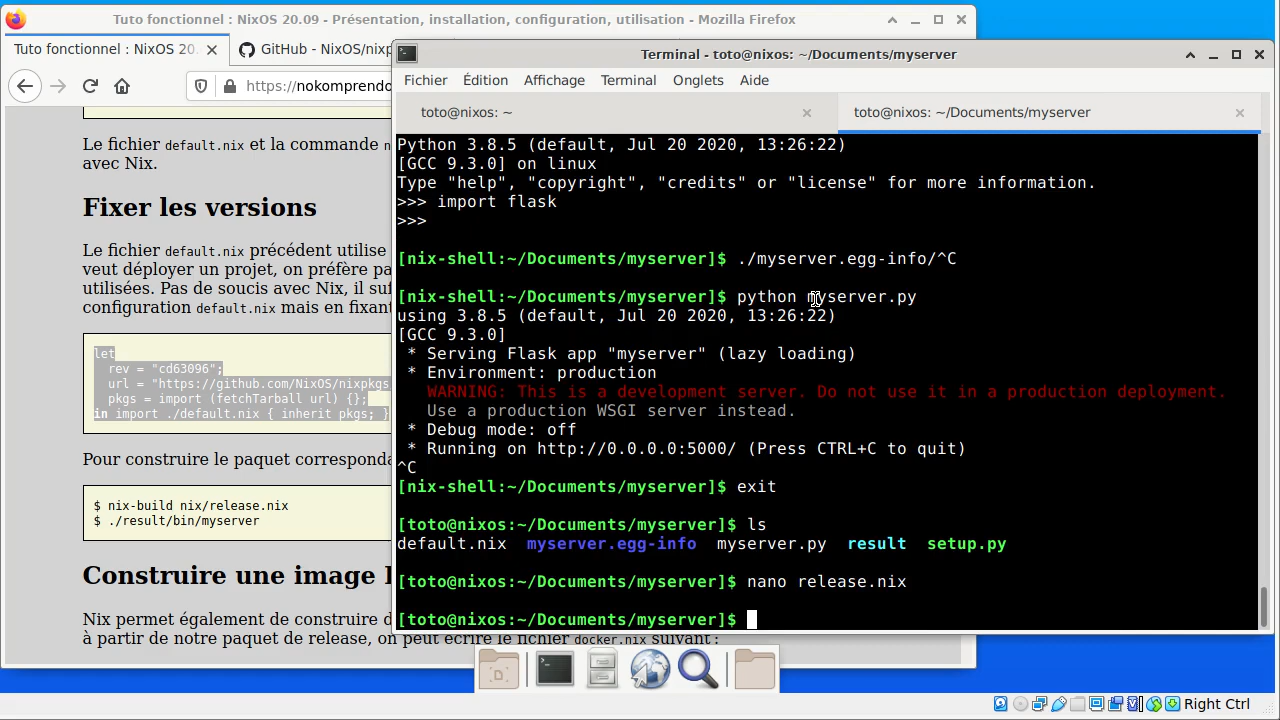 Tuto fonctionnel : NixOS 20.09 - Présentation, installation, configuration, utilisation - Mozilla Firefox
Tuto fonctionnel : NixOS 20.
GitHub - NixOS/nixp
https://nokomprendo
Le fichier default.nix et la commande n
avec Nix.
Fixer les versions
Le fichier default.nix précédent utilise
veut déployer un projet, on préfère pa
utilisées. Pas de soucis avec Nix, il suf
configuration default.nix mais en fixant
let
rev = "cd63096";
url = "https://github.com/NixOS/nixpkgs
pkgs = import (fetchTarball url) {};
in import ./default.nix { inherit pkgs; }
Pour construire le paquet corresponda
$ nix-build nix/release.nix
$ ./result/bin/myserver
Construire une image
Nix permet également de construire d
à partir de notre paquet de release, on peut écrire le fichier docker.nix suivant :
Terminal - toto@nixos: ~/Documents/myserver
Fichier Édition Affichage Terminal Onglets Aide
toto@nixos: ~
toto@nixos: ~/Documents/myserver
Python 3.8.5 (default, Jul 20 2020, 13:26:22)
[GCC 9.3.0] on linux
Type "help", "copyright", "credits" or "license" for more information.
>>> import flask
>>>
[nix-shell:~/Documents/myserver]$ ./myserver.egg-info/^C
[nix-shell:~/Documents/myserver]$ python myserver.py
using 3.8.5 (default, Jul 20 2020, 13:26:22)
[GCC 9.3.0]
* Serving Flask app "myserver" (lazy loading)
* Environment: production
WARNING: This is a development server. Do not use it in a production deployment.
Use a production WSGI server instead.
* Debug mode: off
* Running on http://0.0.0.0:5000/ (Press CTRL+C to quit)
^C
[nix-shell:~/Documents/myserver]$ exit
[toto@nixos:~/Documents/myserver]$ ls
default.nix myserver.egg-info myserver.py result setup.py
[toto@nixos:~/Documents/myserver]$ nano release.nix
[toto@nixos:~/Documents/myserver]$
Right Ctrl